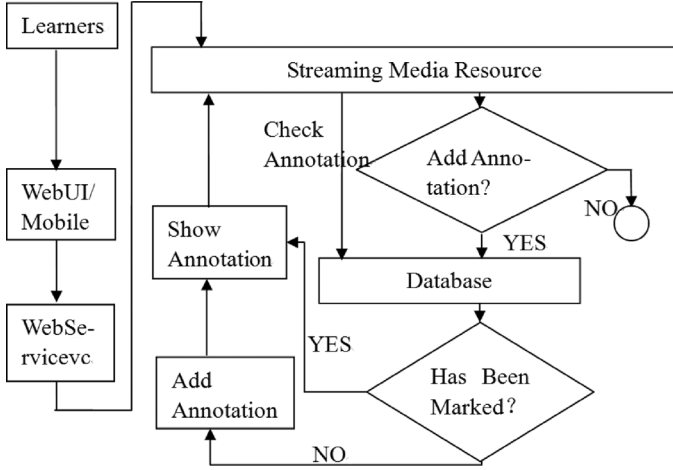 Learners
Streaming Media Resource
Check
Annotation
Add Anno-
tation?
WebUI/
Mobile
NO
Show
Annotation
YES
Database
WebSe-
rvicevc
YES
Add
Annotation
Has Been
Marked?
NO